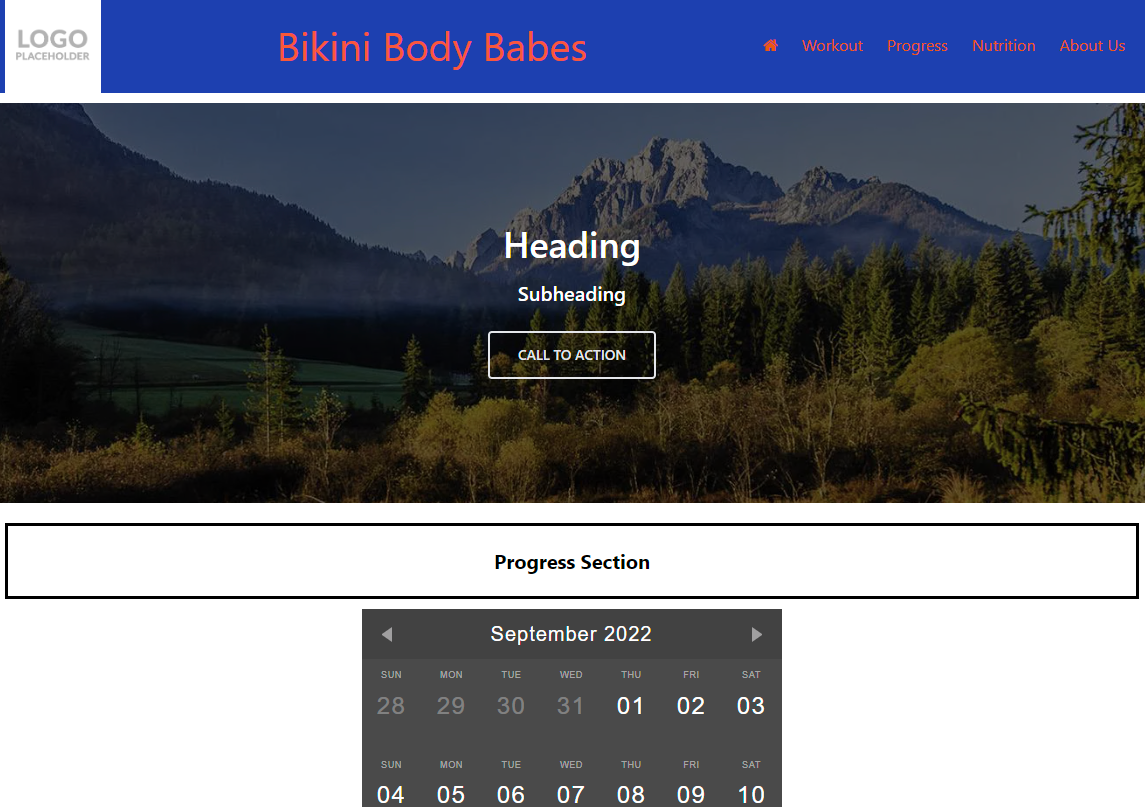 LOGO
PLACEHOLDER
Bikini Body Babes
Workout Progress Nutrition About Us
Heading
Subheading
CALL TO ACTION
Progress Section
September 2022
SUN MON TUE WED THU FRI SAT
28 29 30 31 01 02 03
SUN MON TUE WED THU FRI SAT
04 05 06 07 08 09 10